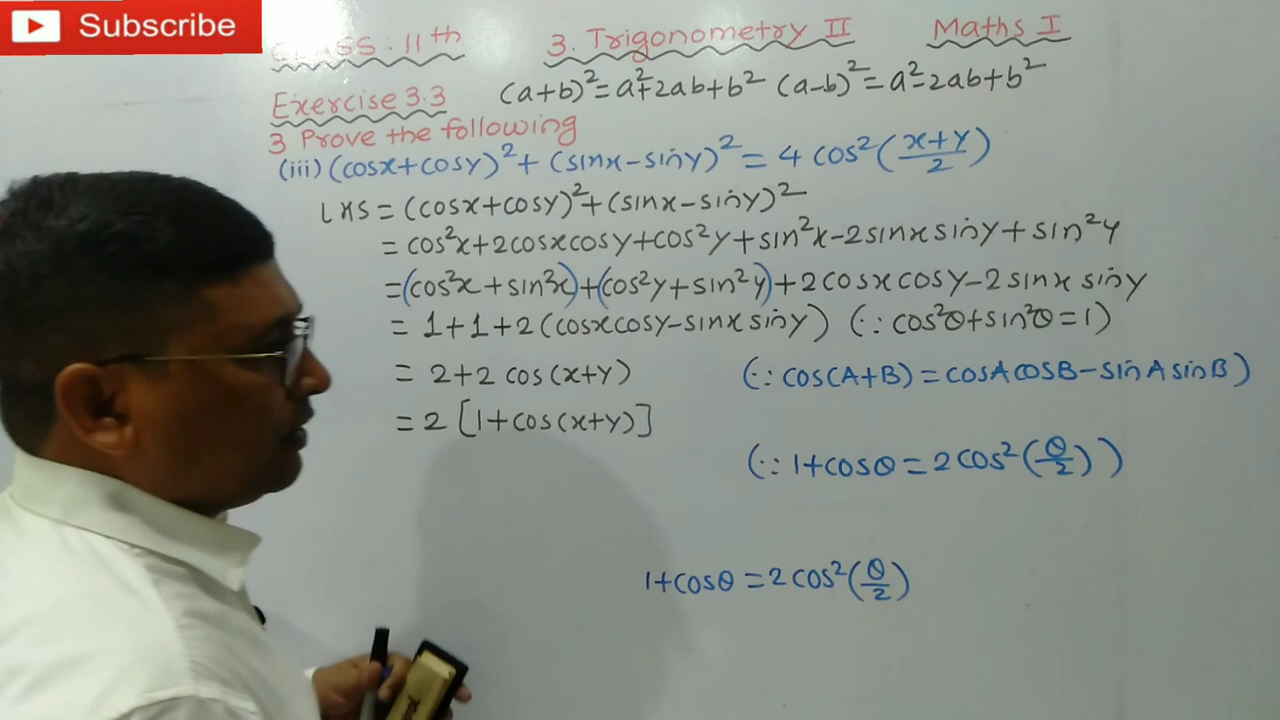 Subscribe
CLASS : 11th 3. Trigonometry II Maths I
(a+b)²=a²+2ab+b² (a-b)²=a²-2ab+b²
Exercise 3.3
3 Prove the following
(iii) (cosx+cosy)²+(sinx-siny)²=4cos²((x+y)/2)
LHS = (cosx+cosy)²+(sinx-siny)²
= cos²x+2cosxcosy+cos²y+sin²x-2sinxsiny+sin²y
=(cos²x+sin²x)+(cos²y+sin²y)+2cosxcosy-2sinxsiny
= 1+1+2(cosxcosy-sinxsiny) (∵cos²θ+sin²θ=1)
= 2+2cos(x+y) (∵cos(A+B)=cosAcosB-sinAsinB)
= 2[1+cos(x+y)]
(∵1+cosθ=2cos²(θ/2))
1+cosθ=2cos²(θ/2)